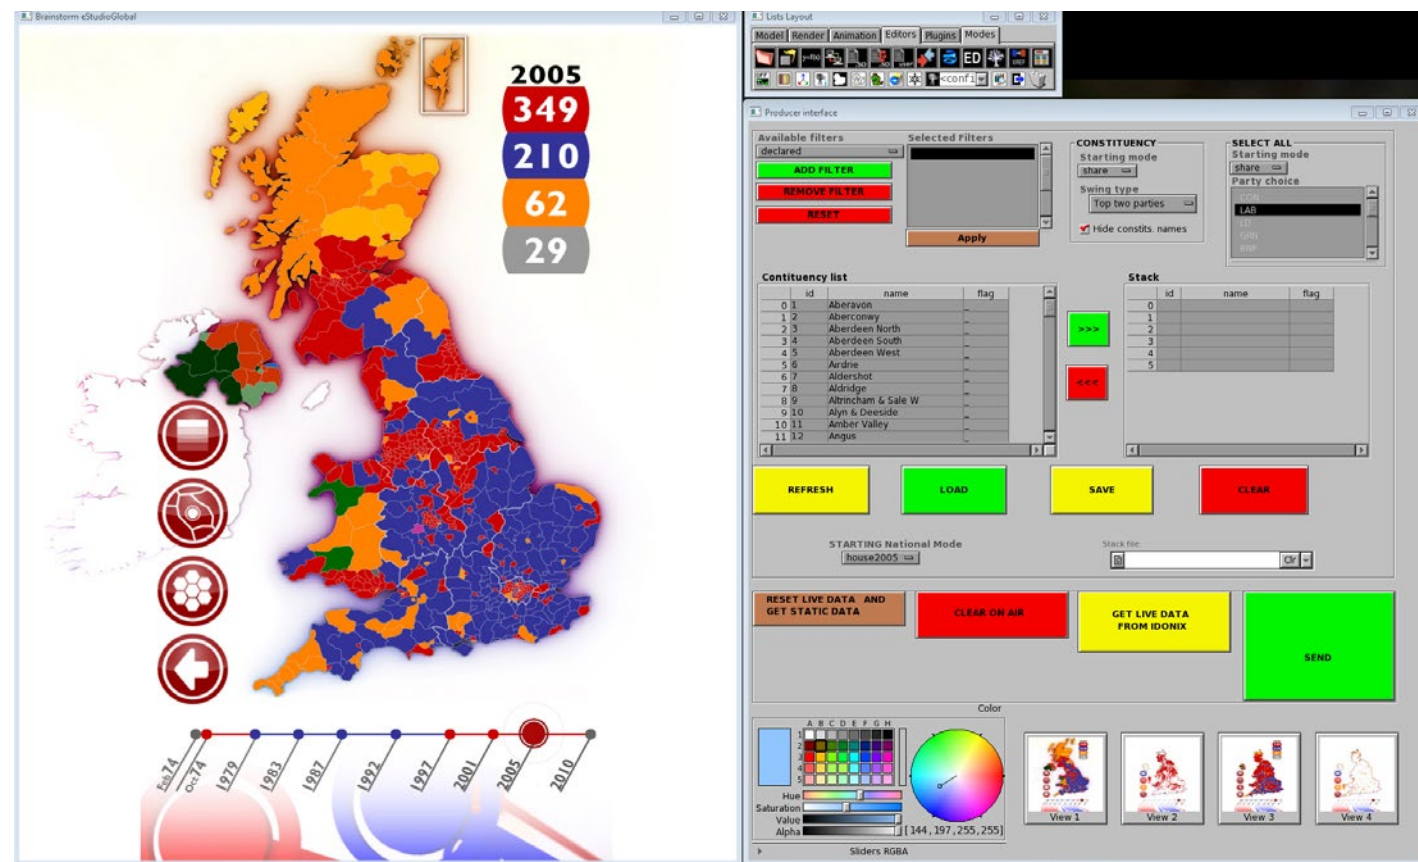 Brainstorm eStudioGlobal
2005
349
210
62
29
Feb74
Oct74
1979
1983
1987
1992
1997
2001
2005
2010
Lists Layout
Model Render Animation Editors Plugins Modes
y=f(x)
ED
<confi
Producer interface
Available filters
declared
ADD FILTER
REMOVE FILTER
RESET
Selected Filters
Apply
CONSTITUENCY
Starting mode
share
Swing type
Top two parties
Hide constits. names
SELECT ALL
Starting mode
share
Party choice
CON
LAB
LD
GRN
BNP
Contituency list
id name flag
0 1 Aberavon _
1 2 Aberconwy _
2 3 Aberdeen North _
3 4 Aberdeen South _
4 5 Aberdeen West _
5 6 Airdrie _
6 7 Aldershot _
7 8 Aldridge _
8 9 Altrincham & Sale W _
9 10 Alyn & Deeside _
10 11 Amber Valley _
11 12 Angus _
>>>
<<<
Stack
id name flag
0
1
2
3
4
5
REFRESH
LOAD
SAVE
CLEAR
STARTING National Mode
house2005
Stack file:
Clr
RESET LIVE DATA AND
GET STATIC DATA
CLEAR ON AIR
GET LIVE DATA
FROM IDONIX
SEND
Color
A B C D E F G H
1
2
3
4
5
Hue
Saturation
Value
Alpha
[144,197,255,255]
Sliders RGBA
View 1
View 2
View 3
View 4